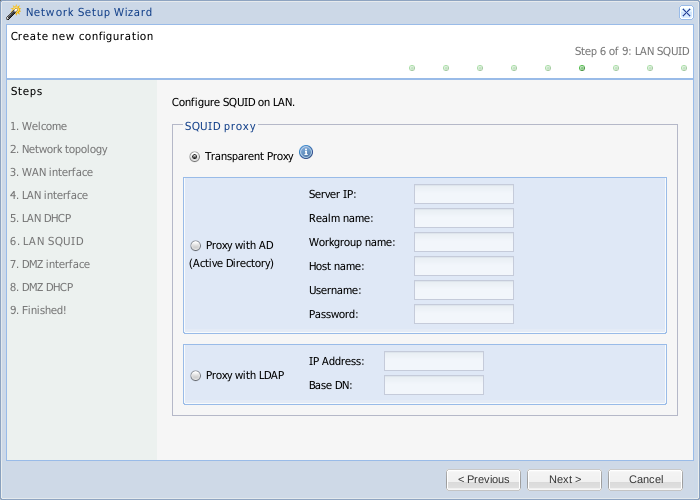 Network Setup Wizard
Create new configuration
Step 6 of 9: LAN SQUID
Steps
1. Welcome
2. Network topology
3. WAN interface
4. LAN interface
5. LAN DHCP
6. LAN SQUID
7. DMZ interface
8. DMZ DHCP
9. Finished!
Configure SQUID on LAN.
SQUID proxy
Transparent Proxy
Proxy with AD
(Active Directory)
Server IP:
Realm name:
Workgroup name:
Host name:
Username:
Password:
Proxy with LDAP
IP Address:
Base DN:
< Previous
Next >
Cancel